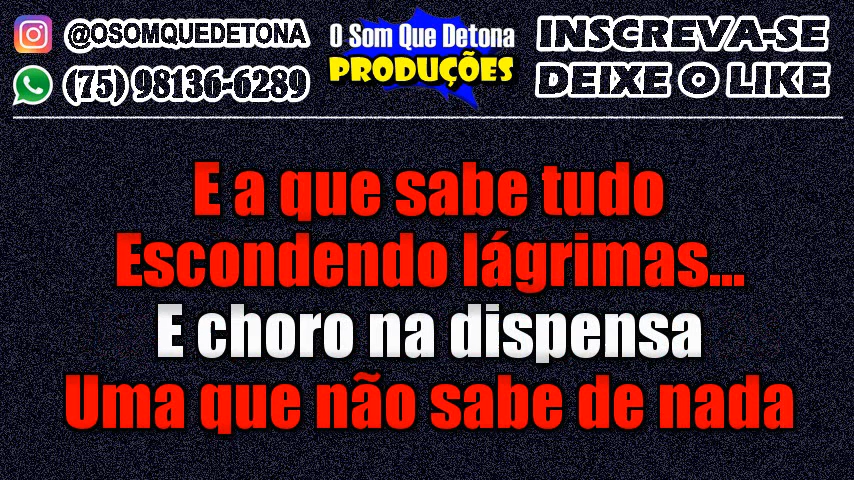 @OSOMQUEDETONA
(75) 98136-6289
O Som Que Detona
PRODUÇÕES
INSCREVA-SE
DEIXE O LIKE
E a que sabe tudo
Escondendo lágrimas...
E choro na dispensa
Uma que não sabe de nada